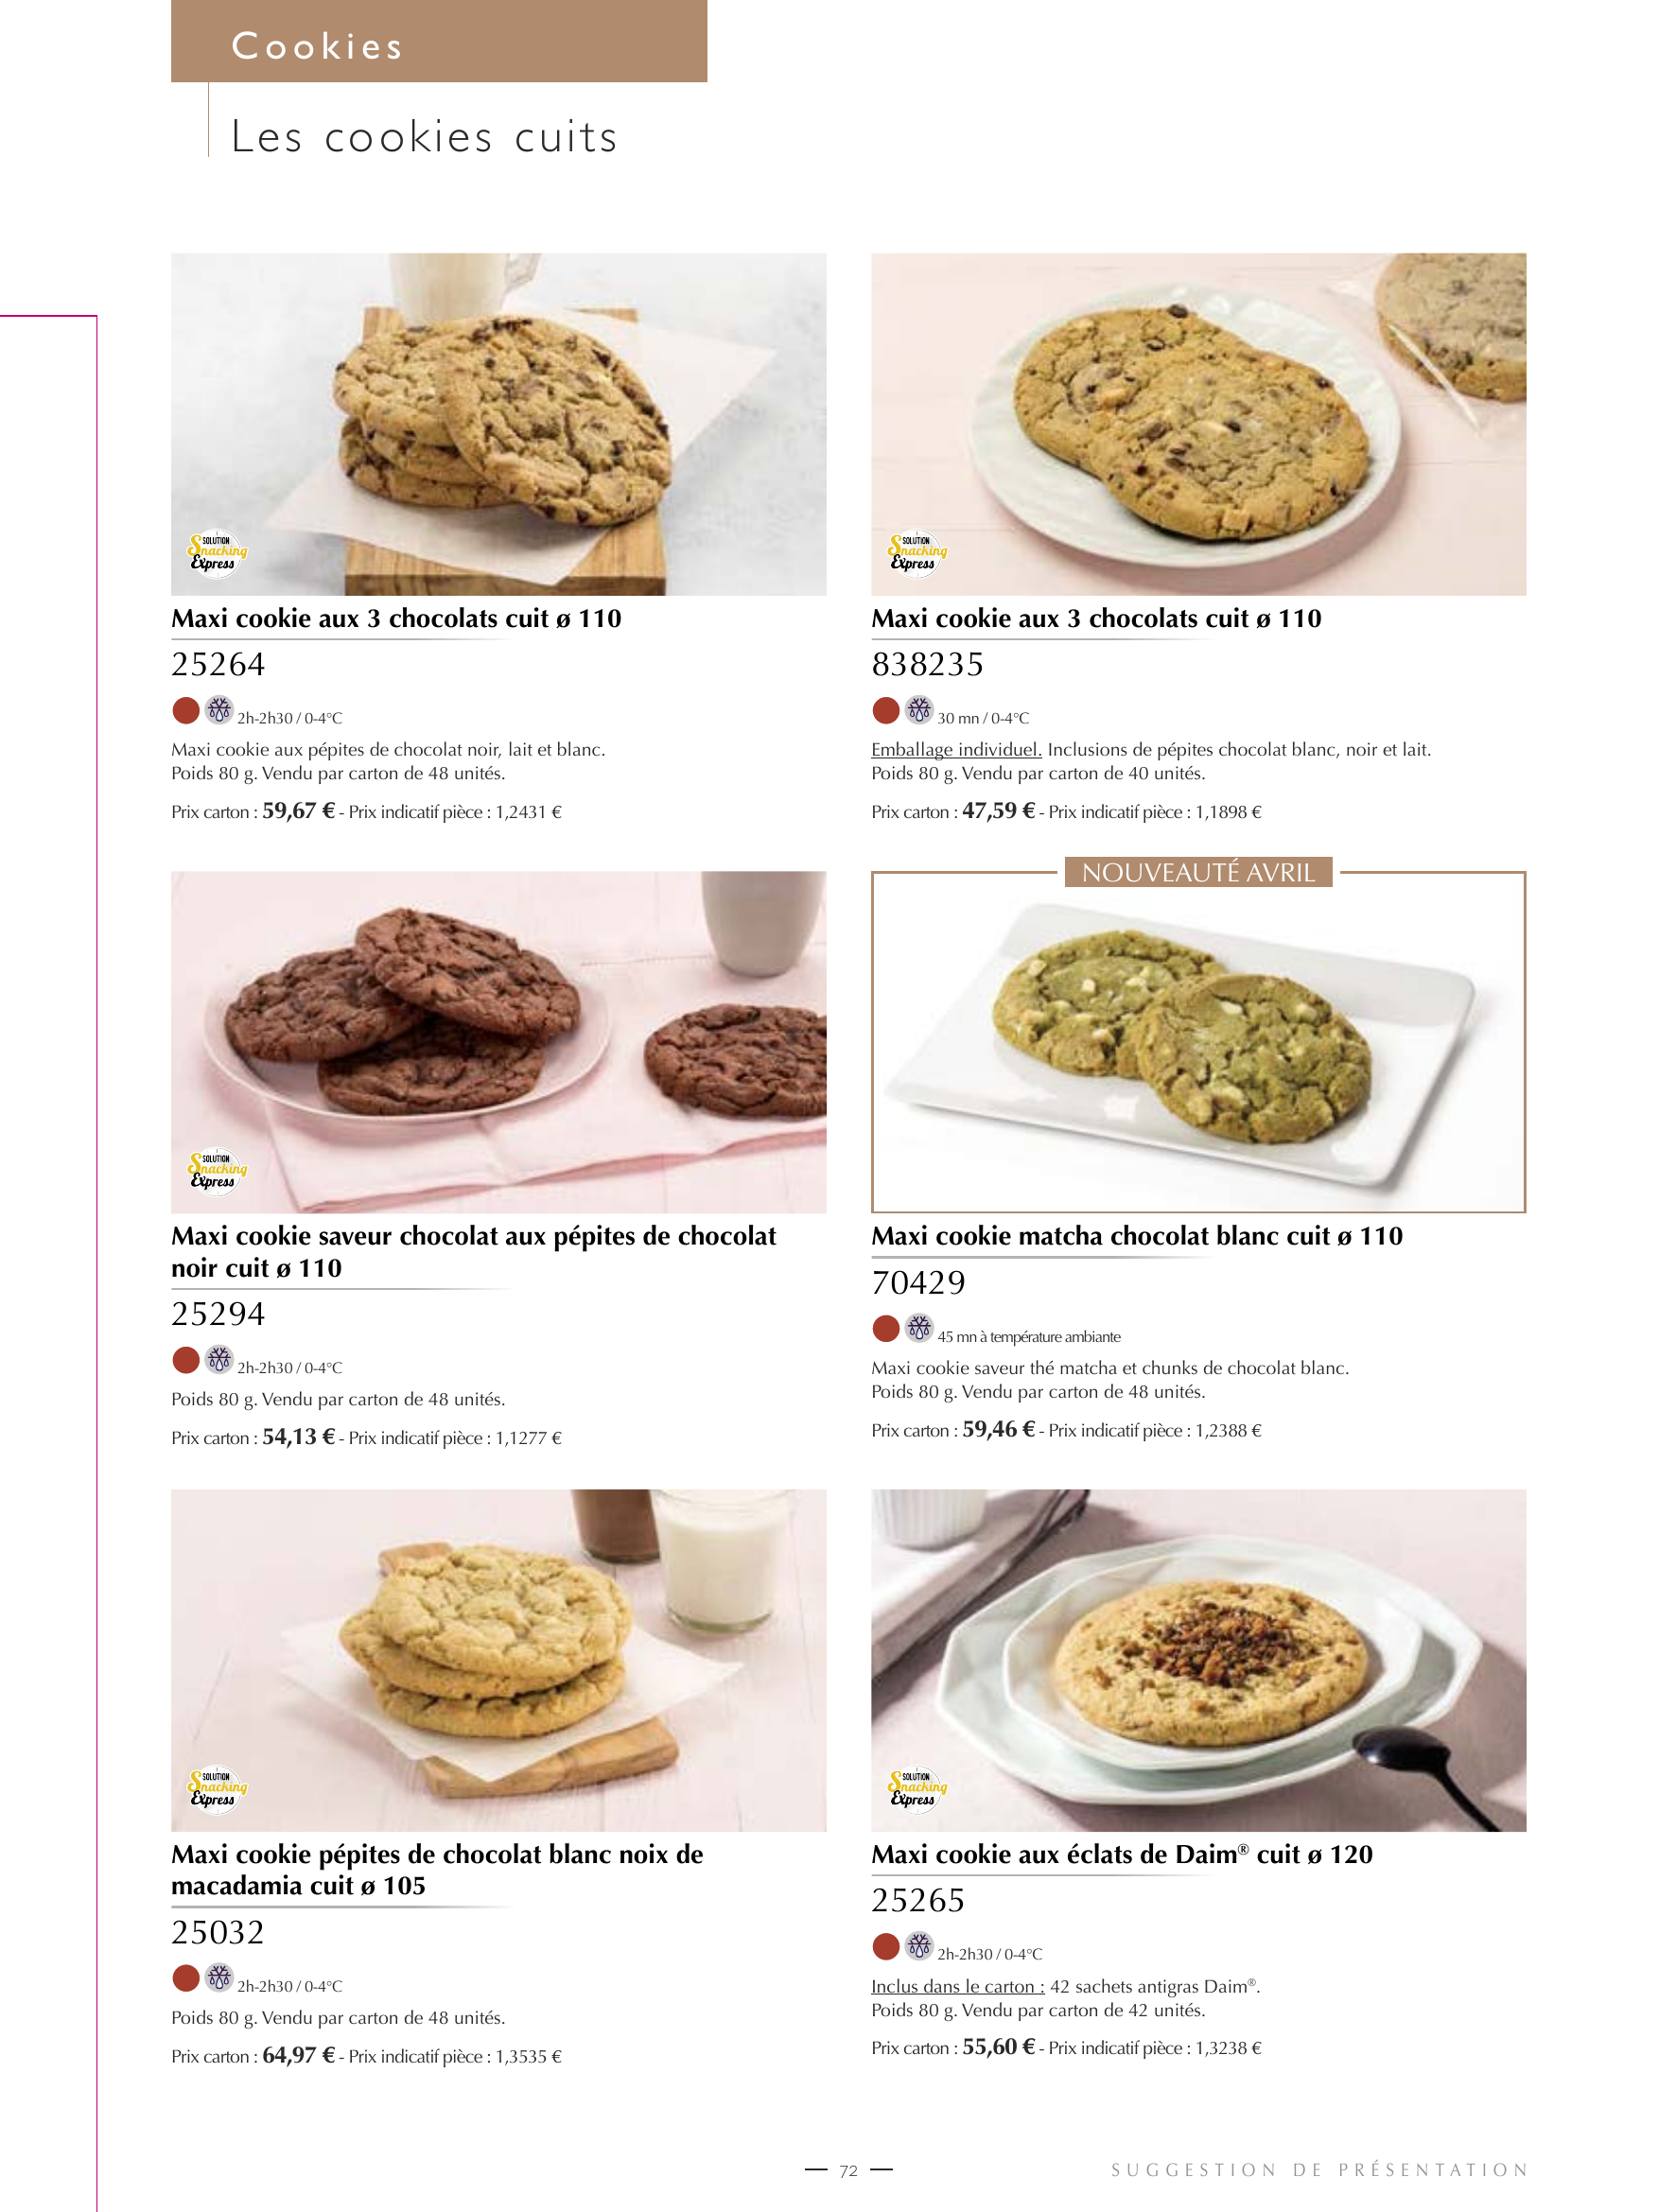 Cookies
Les cookies cuits
SOLUTION
Snacking
Express
Maxi cookie aux 3 chocolats cuit ø 110
25264
2h-2h30 / 0-4°C
Maxi cookie aux pépites de chocolat noir, lait et blanc.
Poids 80 g. Vendu par carton de 48 unités.
Prix carton : 59,67 € - Prix indicatif pièce : 1,2431 €
SOLUTION
Snacking
Express
Maxi cookie aux 3 chocolats cuit ø 110
838235
30 mn / 0-4°C
Emballage individuel. Inclusions de pépites chocolat blanc, noir et lait.
Poids 80 g. Vendu par carton de 40 unités.
Prix carton : 47,59 € - Prix indicatif pièce : 1,1898 €
SOLUTION
Snacking
Express
Maxi cookie saveur chocolat aux pépites de chocolat
noir cuit ø 110
25294
2h-2h30 / 0-4°C
Poids 80 g. Vendu par carton de 48 unités.
Prix carton : 54,13 € - Prix indicatif pièce : 1,1277 €
NOUVEAUTÉ AVRIL
Maxi cookie matcha chocolat blanc cuit ø 110
70429
45 mn à température ambiante
Maxi cookie saveur thé matcha et chunks de chocolat blanc.
Poids 80 g. Vendu par carton de 48 unités.
Prix carton : 59,46 € - Prix indicatif pièce : 1,2388 €
SOLUTION
Snacking
Express
Maxi cookie pépites de chocolat blanc noix de
macadamia cuit ø 105
25032
2h-2h30 / 0-4°C
Poids 80 g. Vendu par carton de 48 unités.
Prix carton : 64,97 € - Prix indicatif pièce : 1,3535 €
SOLUTION
Snacking
Express
Maxi cookie aux éclats de Daim® cuit ø 120
25265
2h-2h30 / 0-4°C
Inclus dans le carton : 42 sachets antigras Daim®.
Poids 80 g. Vendu par carton de 42 unités.
Prix carton : 55,60 € - Prix indicatif pièce : 1,3238 €
72
SUGGESTION DE PRÉSENTATION